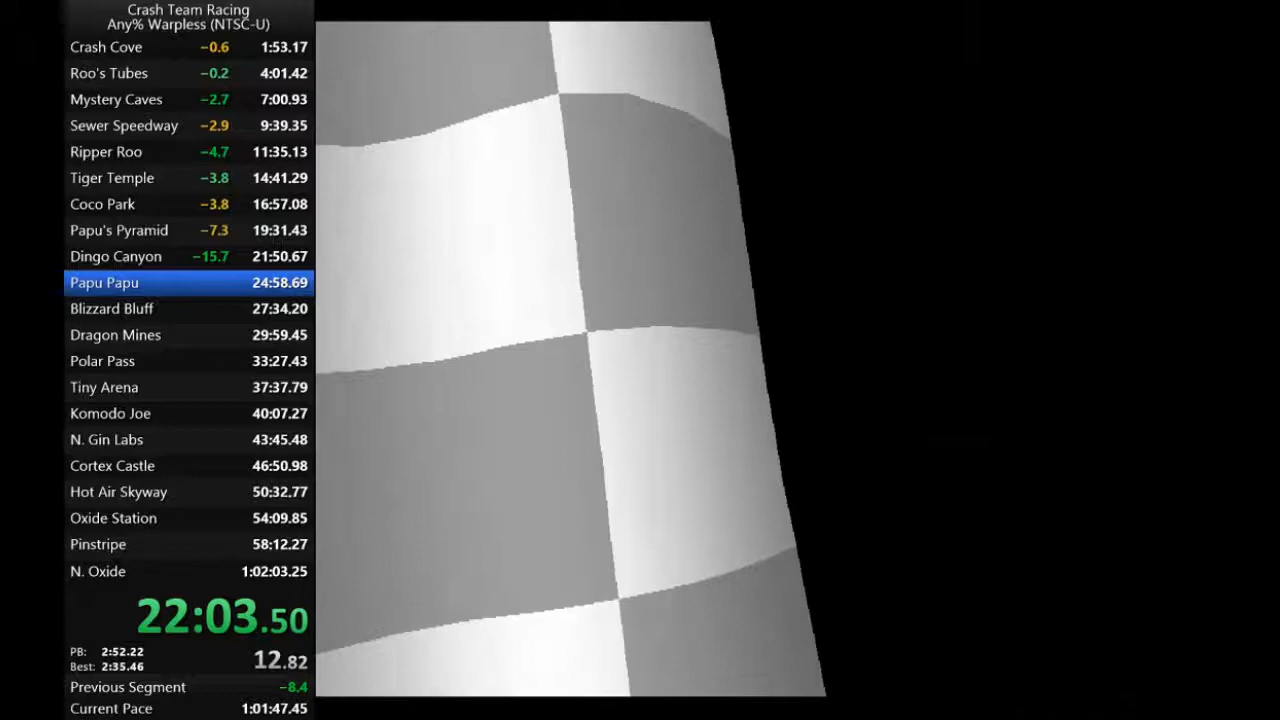 Crash Team Racing
Any% Warpless (NTSC-U)
Crash Cove −0.6 1:53.17
Roo's Tubes −0.2 4:01.42
Mystery Caves −2.7 7:00.93
Sewer Speedway −2.9 9:39.35
Ripper Roo −4.7 11:35.13
Tiger Temple −3.8 14:41.29
Coco Park −3.8 16:57.08
Papu's Pyramid −7.3 19:31.43
Dingo Canyon −15.7 21:50.67
Papu Papu 24:58.69
Blizzard Bluff 27:34.20
Dragon Mines 29:59.45
Polar Pass 33:27.43
Tiny Arena 37:37.79
Komodo Joe 40:07.27
N. Gin Labs 43:45.48
Cortex Castle 46:50.98
Hot Air Skyway 50:32.77
Oxide Station 54:09.85
Pinstripe 58:12.27
N. Oxide 1:02:03.25
22:03.50
PB: 2:52.22
Best: 2:35.46
12.82
Previous Segment −8.4
Current Pace 1:01:47.45